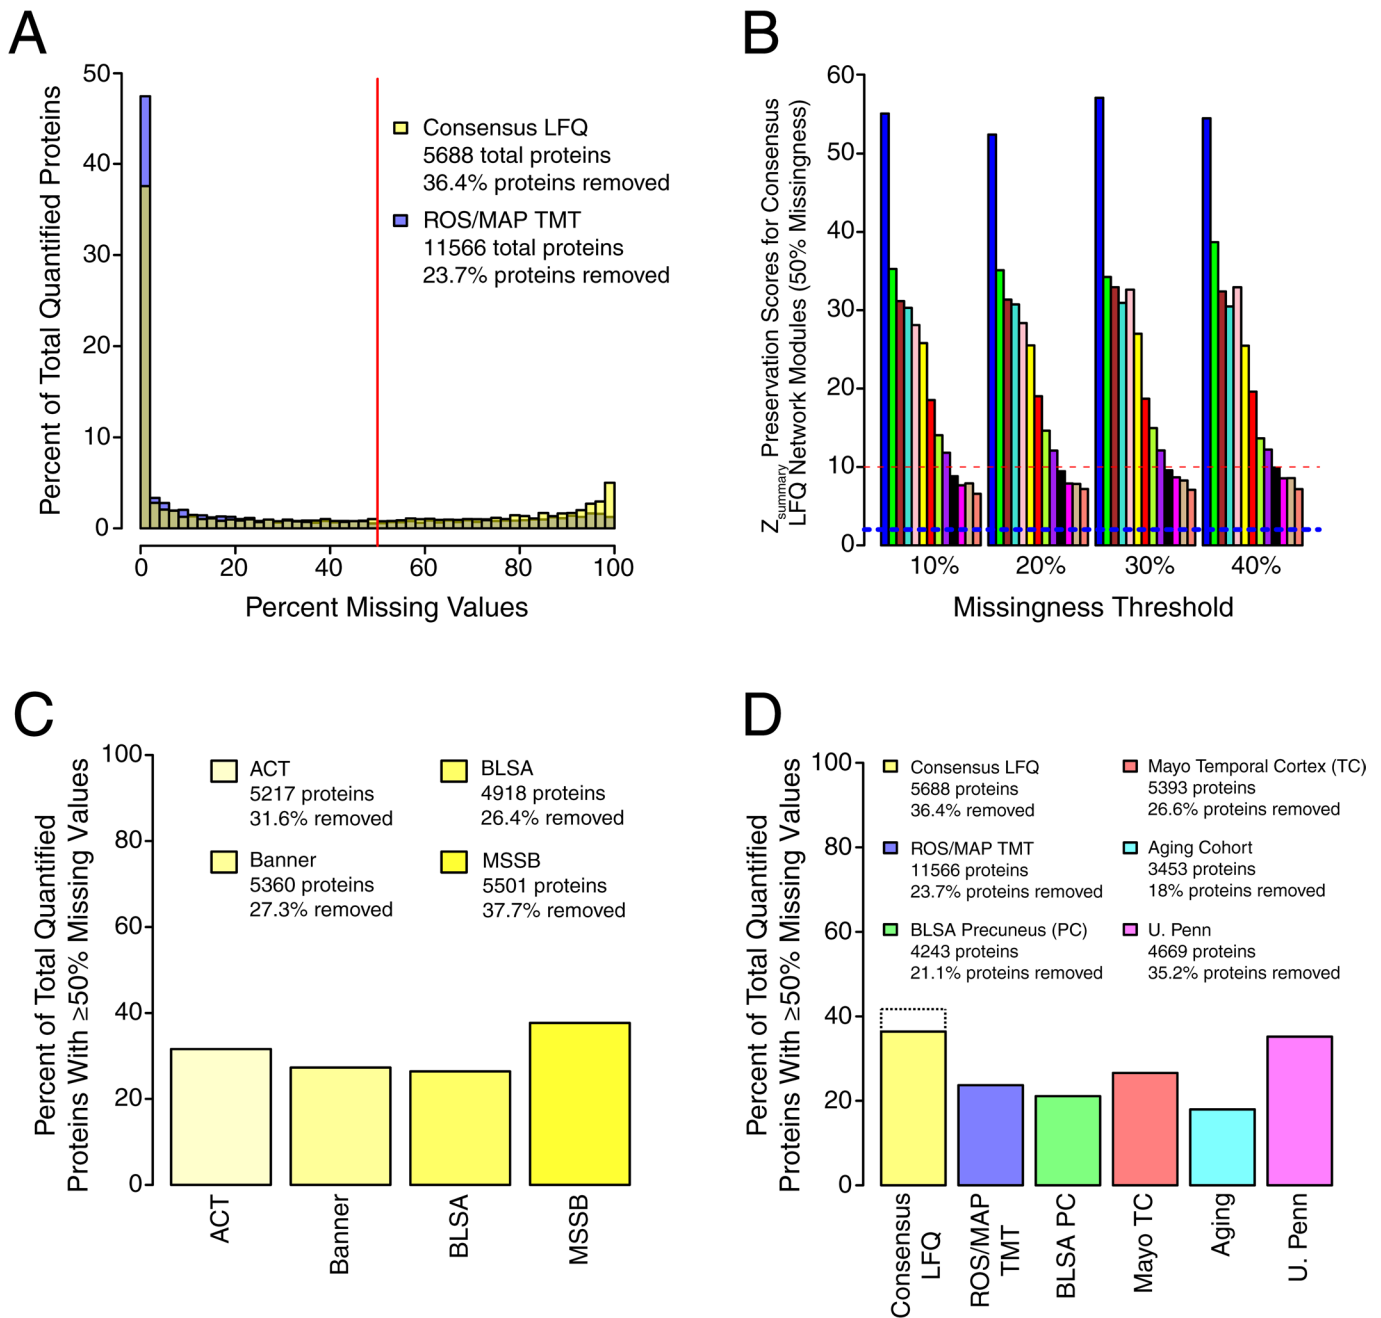 A
Percent of Total Quantified Proteins
50
40
30
20
10
0
Consensus LFQ
5688 total proteins
36.4% proteins removed
ROS/MAP TMT
11566 total proteins
23.7% proteins removed
0 20 40 60 80 100
Percent Missing Values
B
Zsummary Preservation Scores for Consensus
LFQ Network Modules (50% Missingness)
60
50
40
30
20
10
0
10% 20% 30% 40%
Missingness Threshold
C
Percent of Total Quantified
Proteins With ≥50% Missing Values
100
80
60
40
20
0
ACT
5217 proteins
31.6% removed
Banner
5360 proteins
27.3% removed
BLSA
4918 proteins
26.4% removed
MSSB
5501 proteins
37.7% removed
ACT
Banner
BLSA
MSSB
D
Percent of Total Quantified
Proteins With ≥50% Missing Values
100
80
60
40
20
0
Consensus LFQ
5688 proteins
36.4% removed
ROS/MAP TMT
11566 proteins
23.7% proteins removed
BLSA Precuneus (PC)
4243 proteins
21.1% proteins removed
Mayo Temporal Cortex (TC)
5393 proteins
26.6% proteins removed
Aging Cohort
3453 proteins
18% proteins removed
U. Penn
4669 proteins
35.2% proteins removed
Consensus
LFQ
ROS/MAP
TMT
BLSA PC
Mayo TC
Aging
U. Penn